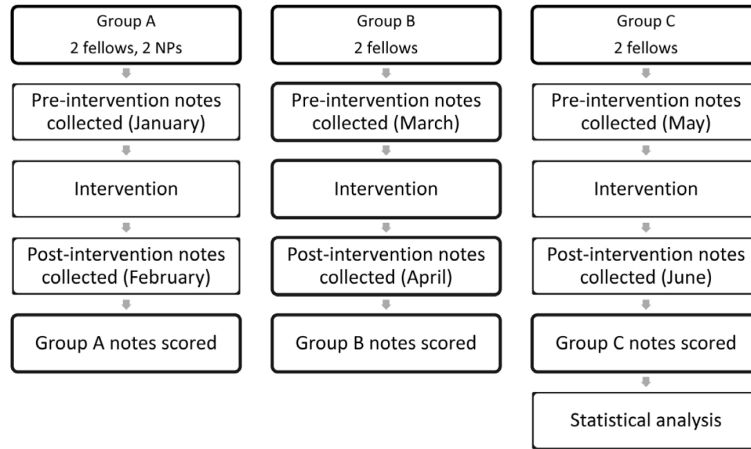 Group A
2 fellows, 2 NPs
Pre-intervention notes
collected (January)
Intervention
Post-intervention notes
collected (February)
Group A notes scored
Group B
2 fellows
Pre-intervention notes
collected (March)
Intervention
Post-intervention notes
collected (April)
Group B notes scored
Group C
2 fellows
Pre-intervention notes
collected (May)
Intervention
Post-intervention notes
collected (June)
Group C notes scored
Statistical analysis